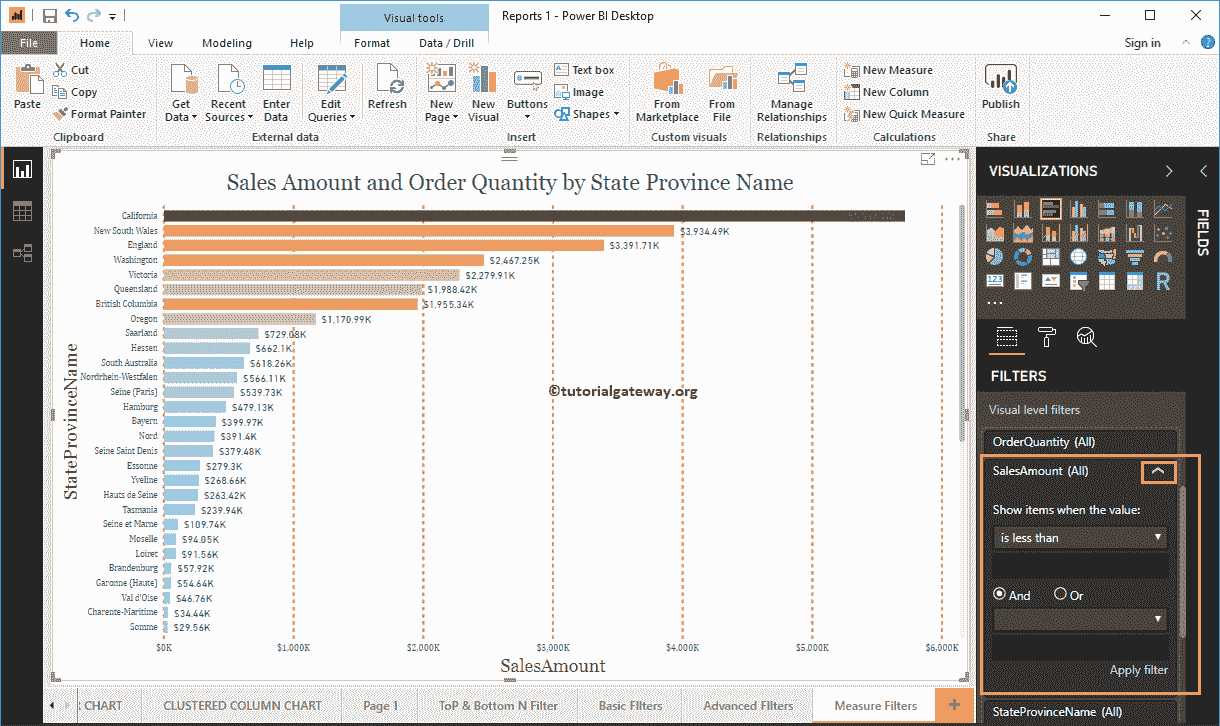 Visual tools
Reports 1 - Power BI Desktop
File
Home
View
Modeling
Help
Format
Data / Drill
Sign in
?
Paste
Cut
Copy
Format Painter
Clipboard
Get Data
Recent Sources
Enter Data
Edit Queries
External data
Refresh
New Page
New Visual
Buttons
Text box
Image
Shapes
Insert
From Marketplace
From File
Custom visuals
Manage Relationships
Relationships
New Measure
New Column
New Quick Measure
Calculations
Publish
Share
Sales Amount and Order Quantity by State Province Name
StateProvinceName
California
New South Wales $3,934.49K
England $3,391.71K
Washington $2,467.25K
Victoria $2,279.91K
Queensland $1,988.42K
British Columbia $1,955.34K
Oregon $1,170.99K
Saarland $729.08K
Hessen $662.1K
South Australia $618.26K
Nordrhein-Westfalen $566.11K
Seine (Paris) $539.73K
Hamburg $479.13K
Bayern $399.97K
Nord $391.4K
Seine Saint Denis $379.48K
Essonne $279.3K
Yveline $268.66K
Hauts de Seine $263.42K
Tasmania $239.94K
Seine et Marne $109.74K
Moselle $94.05K
Loiret $91.56K
Brandenburg $57.92K
Garonne (Haute) $54.64K
Val d'Oise $46.76K
Charente-Maritime $34.44K
Somme $29.56K
©tutorialgateway.org
$0K $1,000K $2,000K $3,000K $4,000K $5,000K $6,000K
SalesAmount
VISUALIZATIONS
FIELDS
123
R
FILTERS
Visual level filters
OrderQuantity (All)
SalesAmount (All)
Show items when the value:
is less than
And
Or
Apply filter
StateProvinceName (All)
CHART
CLUSTERED COLUMN CHART
Page 1
ToP & Bottom N Filter
Basic FIlters
Advanced FIlters
Measure Filters
+